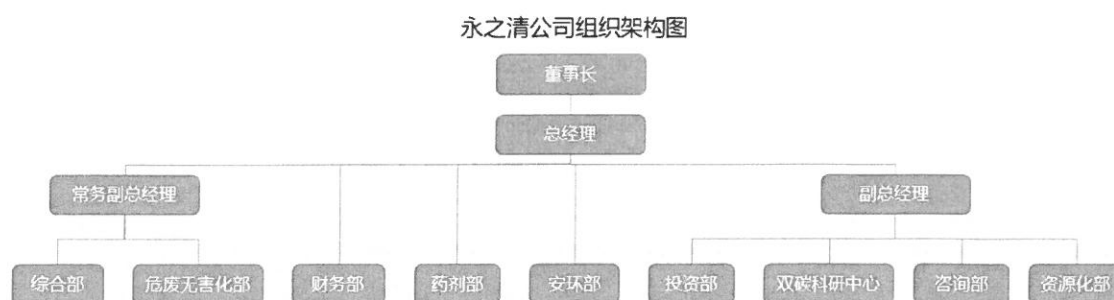 永之清公司组织架构图
董事长
总经理
常务副总经理 副总经理
综合部 危废无害化部 财务部 药剂部 安环部 投资部 双碳科研中心 咨询部 资源化部